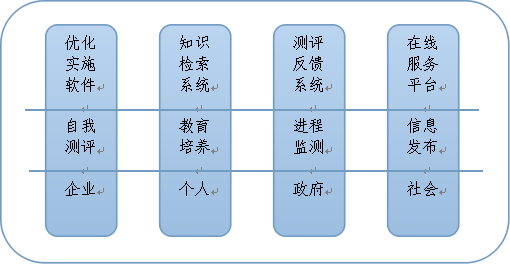 优化
实施
软件
自我
测评
企业
知识
检索
系统
教育
培养
个人
测评
反馈
系统
进程
监测
政府
在线
服务
平台
信息
发布
社会